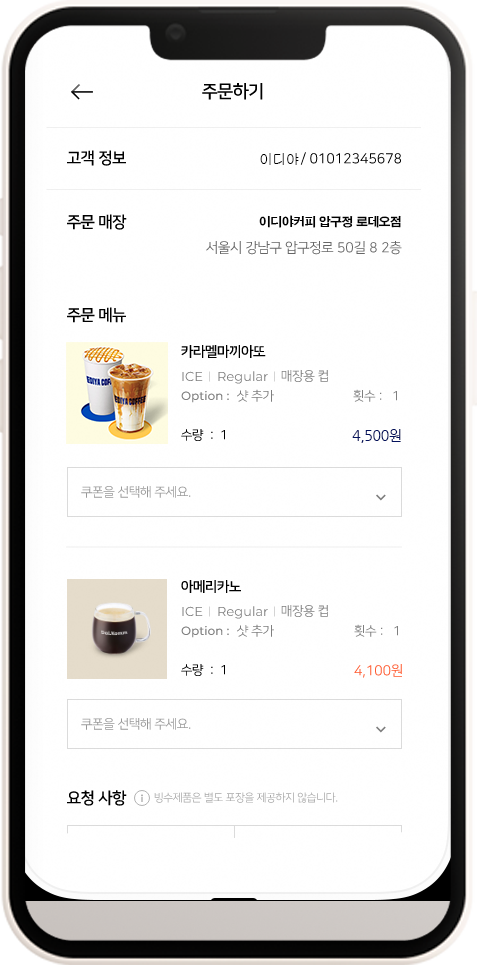 주문하기
고객 정보
이디야 / 01012345678
주문 매장
이디야커피 압구정 로데오점
서울시 강남구 압구정로 50길 8 2층
주문 메뉴
카라멜마끼아또
ICE | Regular | 매장용 컵
Option : 샷 추가 횟수 : 1
수량 : 1 4,500원
쿠폰을 선택해 주세요.
아메리카노
ICE | Regular | 매장용 컵
Option : 샷 추가 횟수 : 1
수량 : 1 4,100원
쿠폰을 선택해 주세요.
요청 사항 빙수제품은 별도 포장을 제공하지 않습니다.